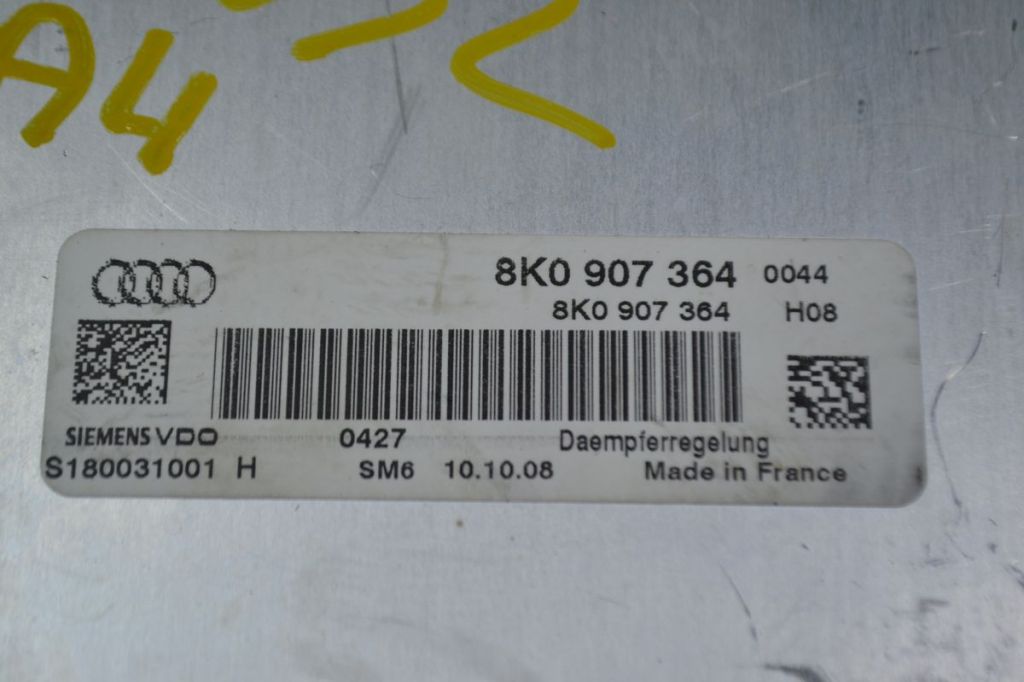 A4
8K0 907 364 0044
8K0 907 364 H08
SIEMENS VDO 0427 Daempferregelung
S180031001 H SM6 10.10.08 Made in France